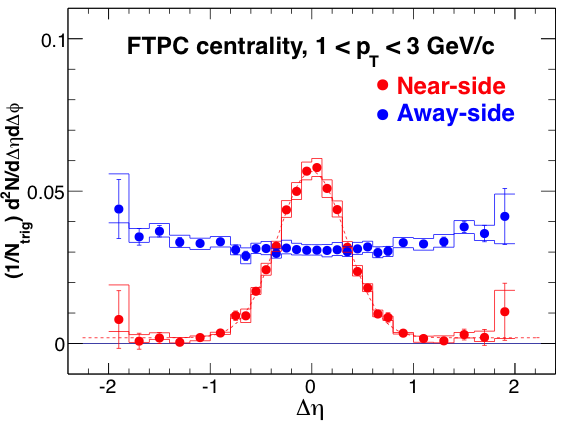 FTPC centrality, 1 < p_T < 3 GeV/c
Near-side
Away-side
(1/N_trig) d²N/dΔηdΔϕ
0.1
0.05
0
-2 -1 0 1 2
Δη